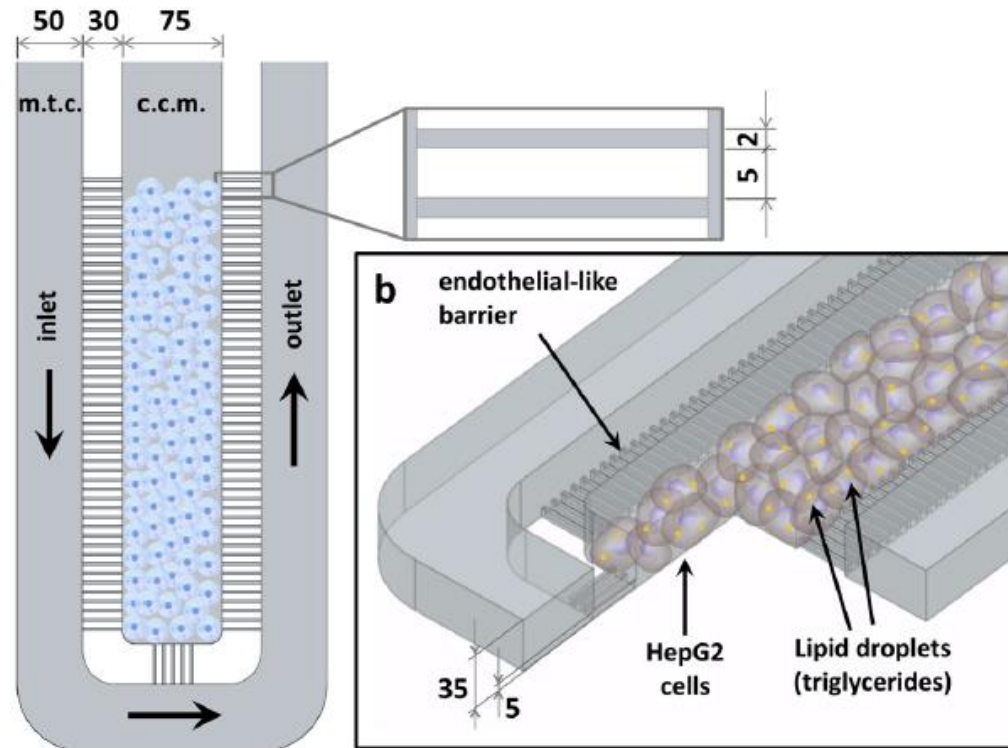 50 30 75
m.t.c. c.c.m.
2
5
inlet
outlet
b
endothelial-like
barrier
35
5
HepG2
cells
Lipid droplets
(triglycerides)